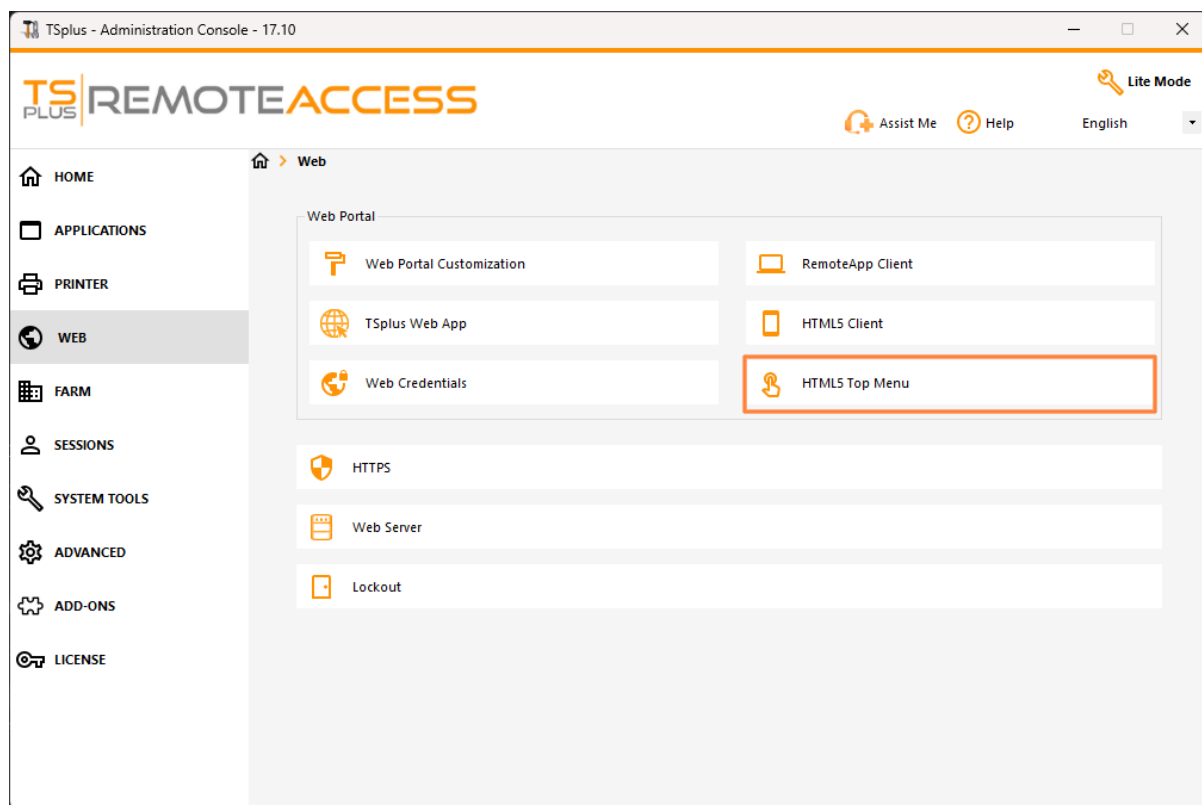 TSplus - Administration Console - 17.10
TS PLUS REMOTEACCESS
Lite Mode
Assist Me
Help
English
HOME
APPLICATIONS
PRINTER
WEB
FARM
SESSIONS
SYSTEM TOOLS
ADVANCED
ADD-ONS
LICENSE
Web
Web Portal
Web Portal Customization
RemoteApp Client
TSplus Web App
HTML5 Client
Web Credentials
HTML5 Top Menu
HTTPS
Web Server
Lockout